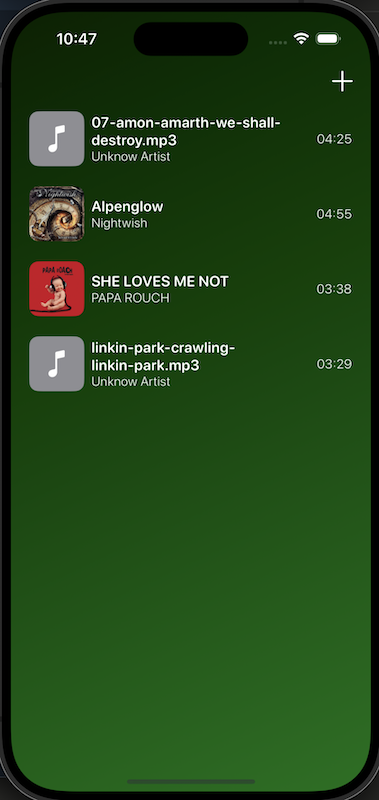 10:47
07-amon-amarth-we-shall-
destroy.mp3
04:25
Unknow Artist
Nightwish
Alpenglow
04:55
Nightwish
PAPA ROACH
SHE LOVES ME NOT
03:38
PAPA ROUCH
linkin-park-crawling-
linkin-park.mp3
03:29
Unknow Artist